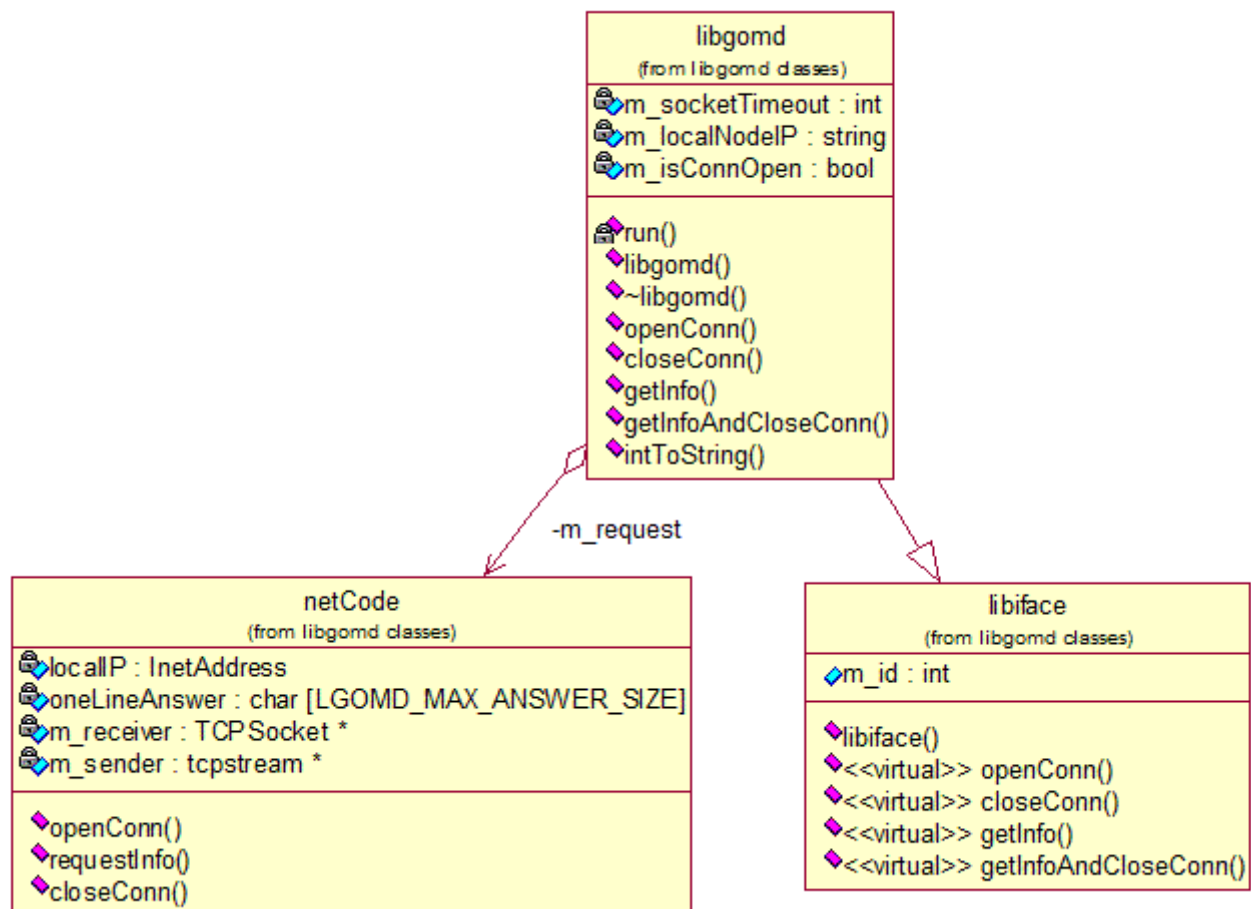 libgomd
(from libgomd classes)
m_socketTimeout : int
m_localNodeIP : string
m_isConnOpen : bool
run()
libgomd()
~libgomd()
openConn()
closeConn()
getInfo()
getInfoAndCloseConn()
intToString()
-m_request
netCode
(from libgomd classes)
localIP : InetAddress
oneLineAnswer : char [LGOMD_MAX_ANSWER_SIZE]
m_receiver : TCPSocket *
m_sender : tcpstream *
openConn()
requestInfo()
closeConn()
libiface
(from libgomd classes)
m_id : int
libiface()
<<virtual>> openConn()
<<virtual>> closeConn()
<<virtual>> getInfo()
<<virtual>> getInfoAndCloseConn()